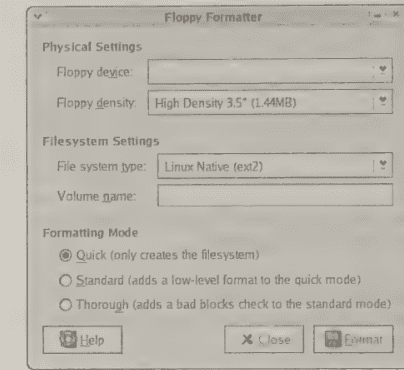 Floppy Formatter
Physical Settings
Floppy device:
Floppy density: High Density 3.5" (1.44MB)
Filesystem Settings
File system type: Linux Native (ext2)
Volume name:
Formatting Mode
Quick (only creates the filesystem)
Standard (adds a low-level format to the quick mode)
Thorough (adds a bad blocks check to the standard mode)
Help Close Format